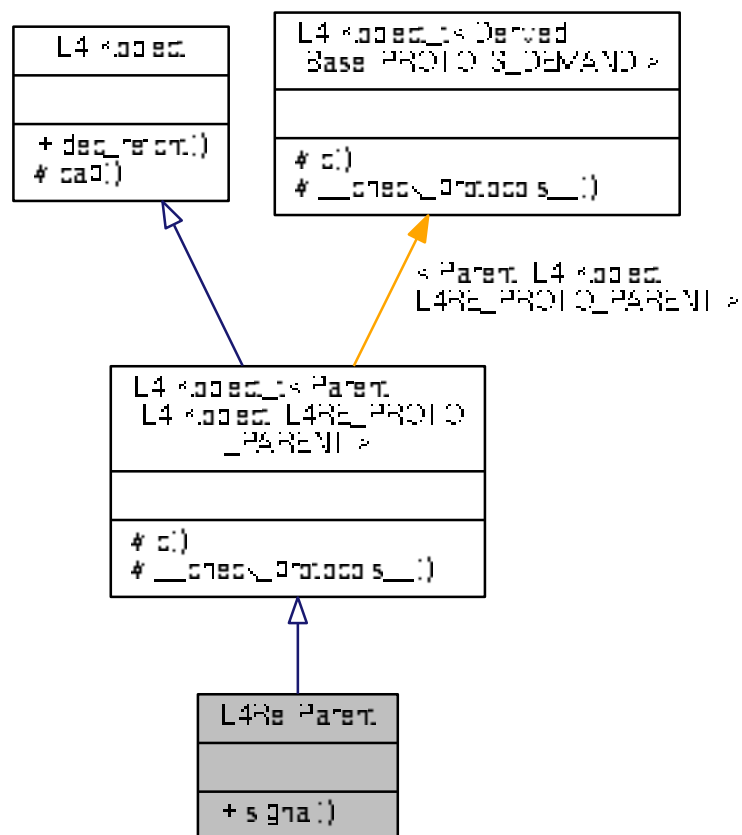 L4 Kobject
+ dec_refcnt()
# cap()
L4 Kobject_t< Derived
Base PROTO S_DEMAND >
# c()
# __check_protocols__()
< Parent L4 Kobject
L4RE_PROTO_PARENT >
L4 Kobject_t< Parent
L4 Kobject L4RE_PROTO
_PARENT >
# c()
# __check_protocols__()
L4Re Parent
+ signal()